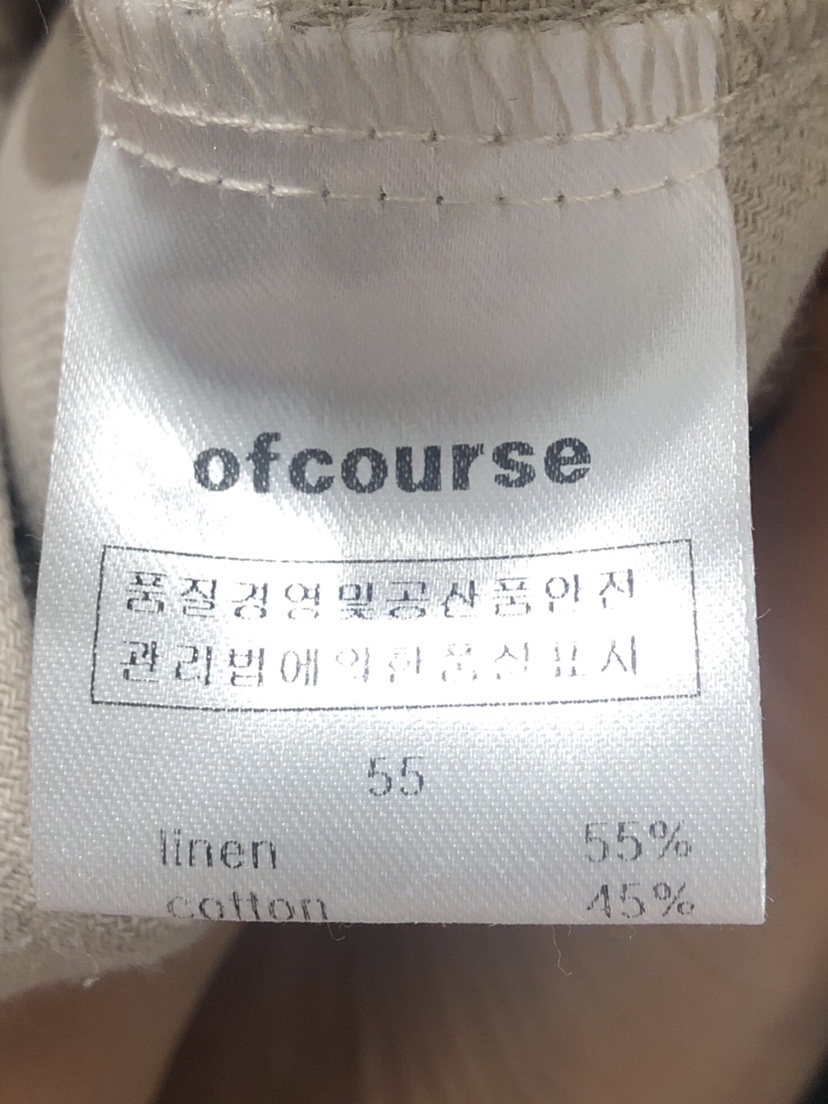 ofcourse
품질경영및공산품안전
관리법에의한품질표시
55
linen 55%
cotton 45%